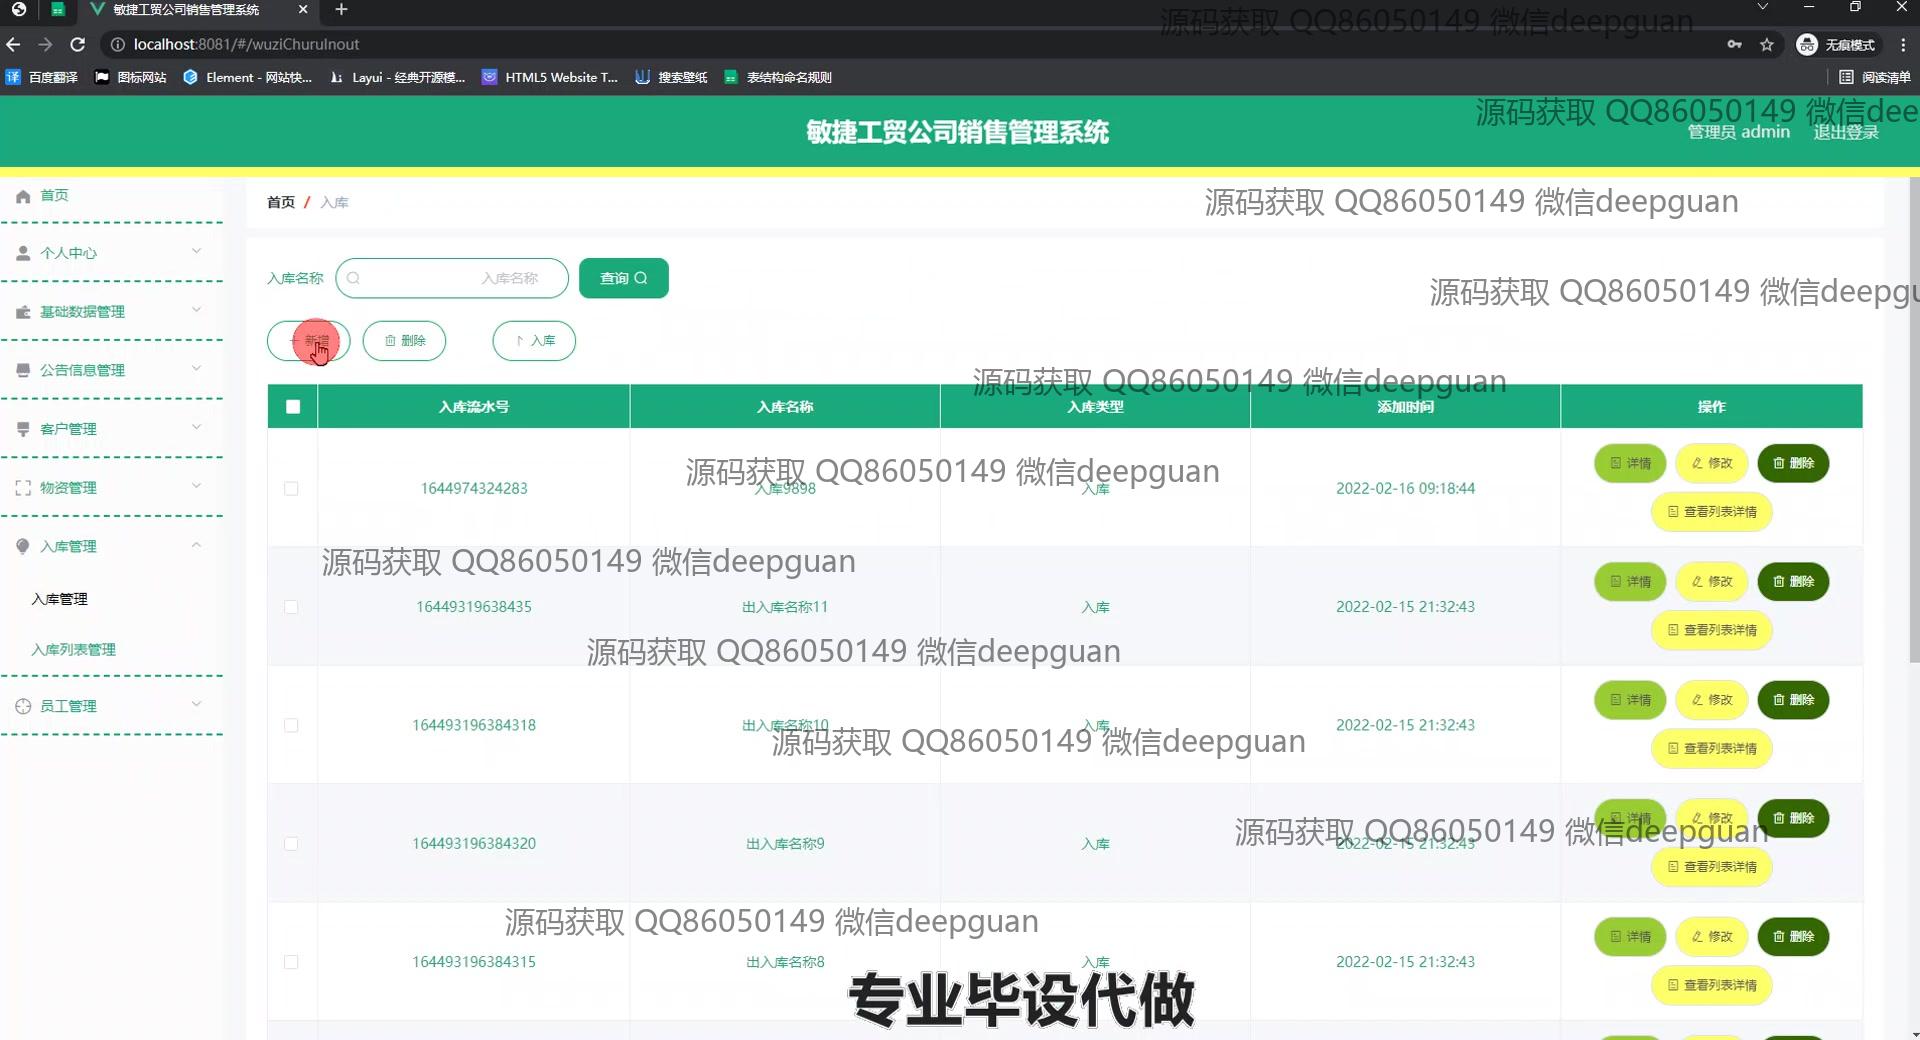 敏捷工贸公司销售管理系统
localhost:8081/#/wuziChuruInout
无痕模式
百度翻译
图标网站
Element - 网站快...
Layui - 经典开源模...
HTML5 Website T...
搜索壁纸
表结构命名规则
阅读清单
源码获取 QQ86050149 微信deepguan
敏捷工贸公司销售管理系统
源码获取 QQ86050149 微信dee
管理员 admin
退出登录
首页
个人中心
基础数据管理
公告信息管理
客户管理
物资管理
入库管理
入库管理
入库列表管理
员工管理
首页 / 入库
源码获取 QQ86050149 微信deepguan
入库名称
入库名称
查询
源码获取 QQ86050149 微信deepgu
新增
删除
入库
源码获取 QQ86050149 微信deepguan
入库流水号 入库名称 入库类型 添加时间 操作
源码获取 QQ86050149 微信deepguan
1644974324283 入库9898 入库 2022-02-16 09:18:44 详情 修改 删除
查看列表详情
源码获取 QQ86050149 微信deepguan
16449319638435 出入库名称11 入库 2022-02-15 21:32:43 详情 修改 删除
查看列表详情
源码获取 QQ86050149 微信deepguan
164493196384318 出入库名称10 入库 2022-02-15 21:32:43 详情 修改 删除
查看列表详情
源码获取 QQ86050149 微信deepguan
164493196384320 出入库名称9 入库 2022-02-15 21:32:43 详情 修改 删除
查看列表详情
源码获取 QQ86050149 微信deepguan
源码获取 QQ86050149 微信deepguan
164493196384315 出入库名称8 入库 2022-02-15 21:32:43 详情 修改 删除
查看列表详情
专业毕设代做